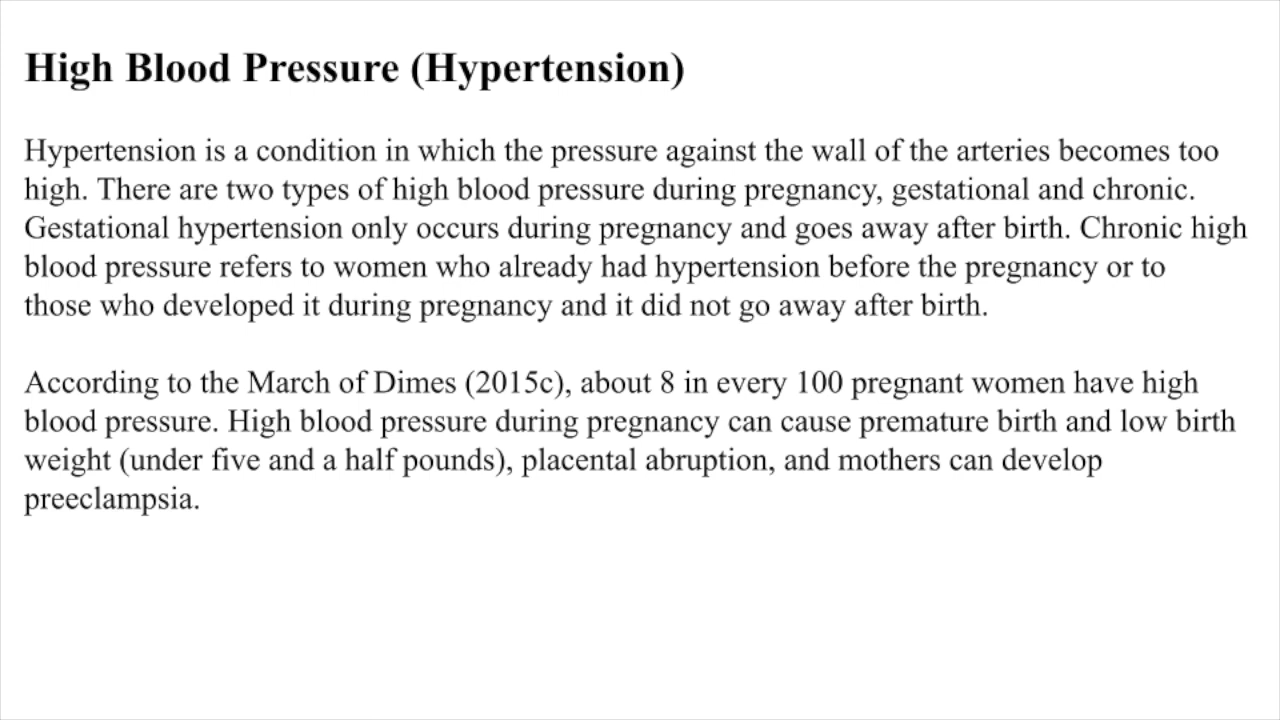 High Blood Pressure (Hypertension)
Hypertension is a condition in which the pressure against the wall of the arteries becomes too
high. There are two types of high blood pressure during pregnancy, gestational and chronic.
Gestational hypertension only occurs during pregnancy and goes away after birth. Chronic high
blood pressure refers to women who already had hypertension before the pregnancy or to
those who developed it during pregnancy and it did not go away after birth.
According to the March of Dimes (2015c), about 8 in every 100 pregnant women have high
blood pressure. High blood pressure during pregnancy can cause premature birth and low birth
weight (under five and a half pounds), placental abruption, and mothers can develop
preeclampsia.